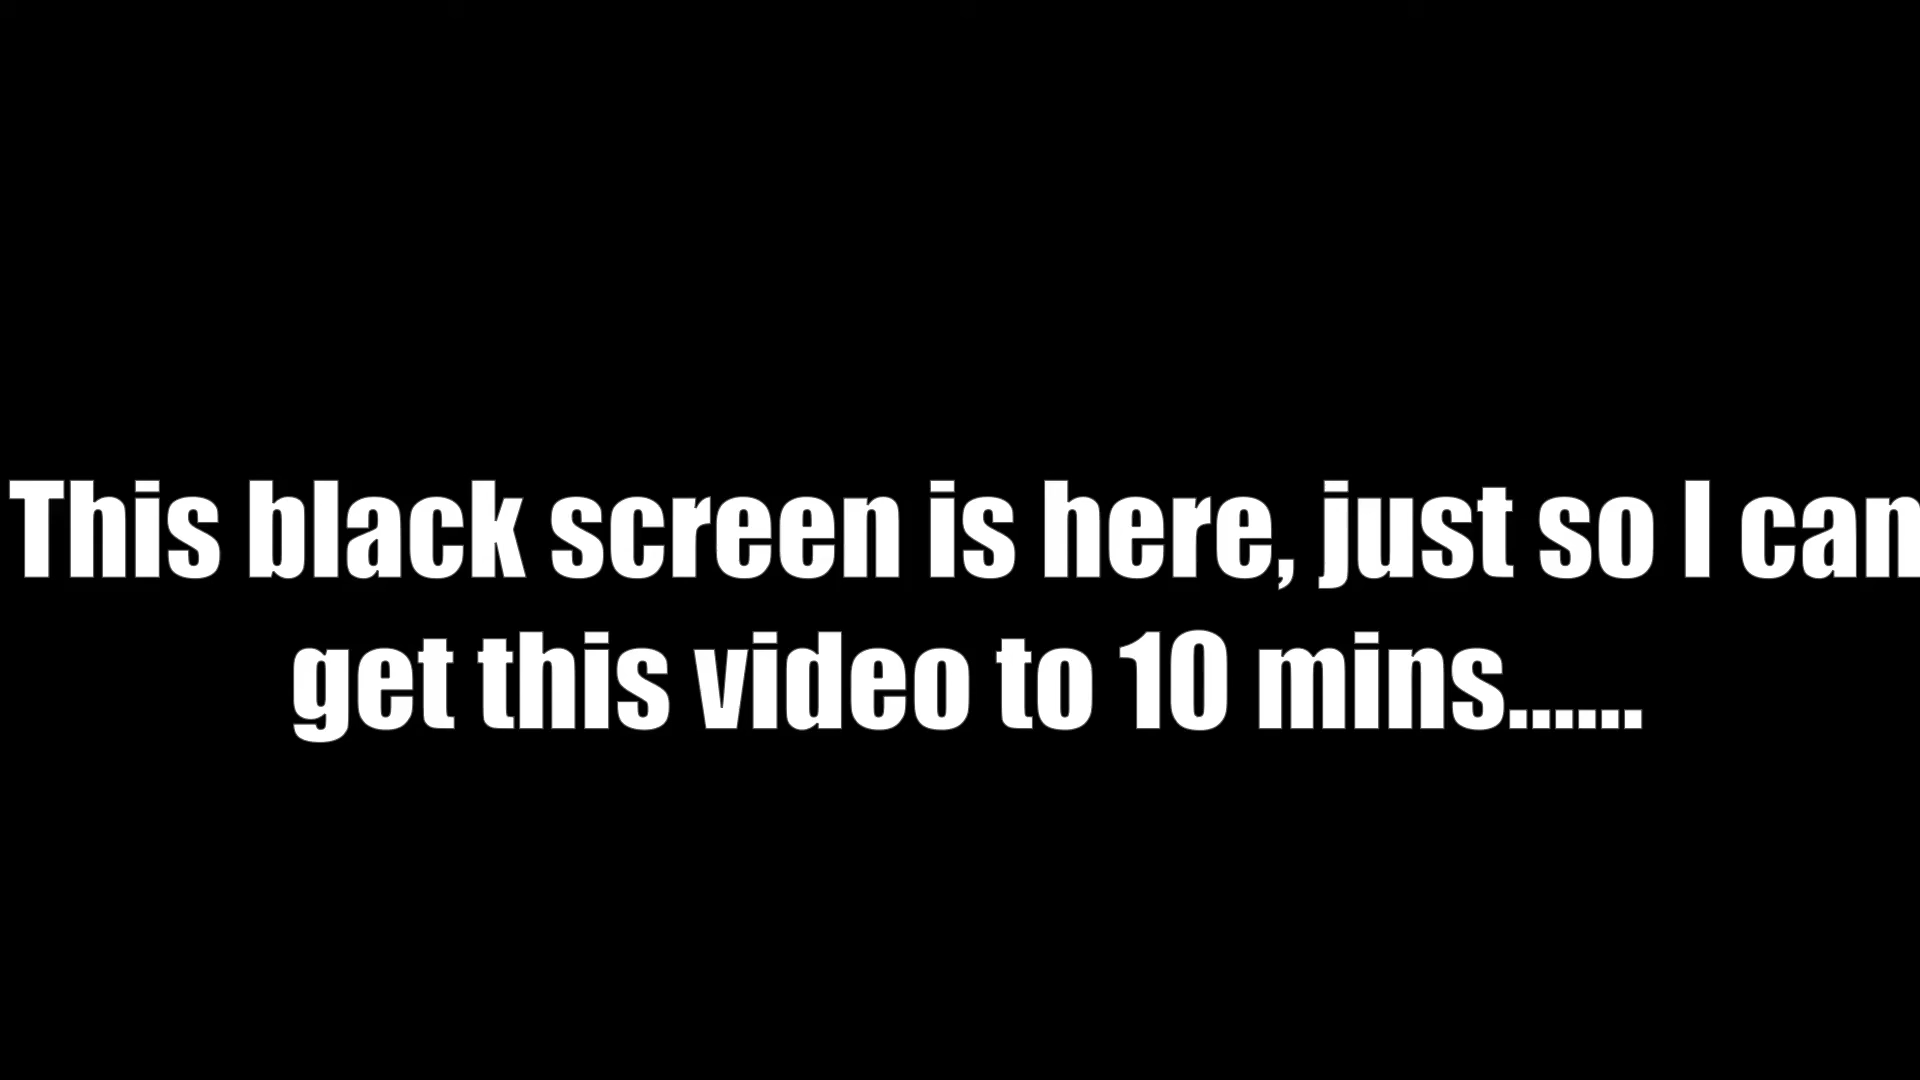 This black screen is here, just so I can
get this video to 10 mins......